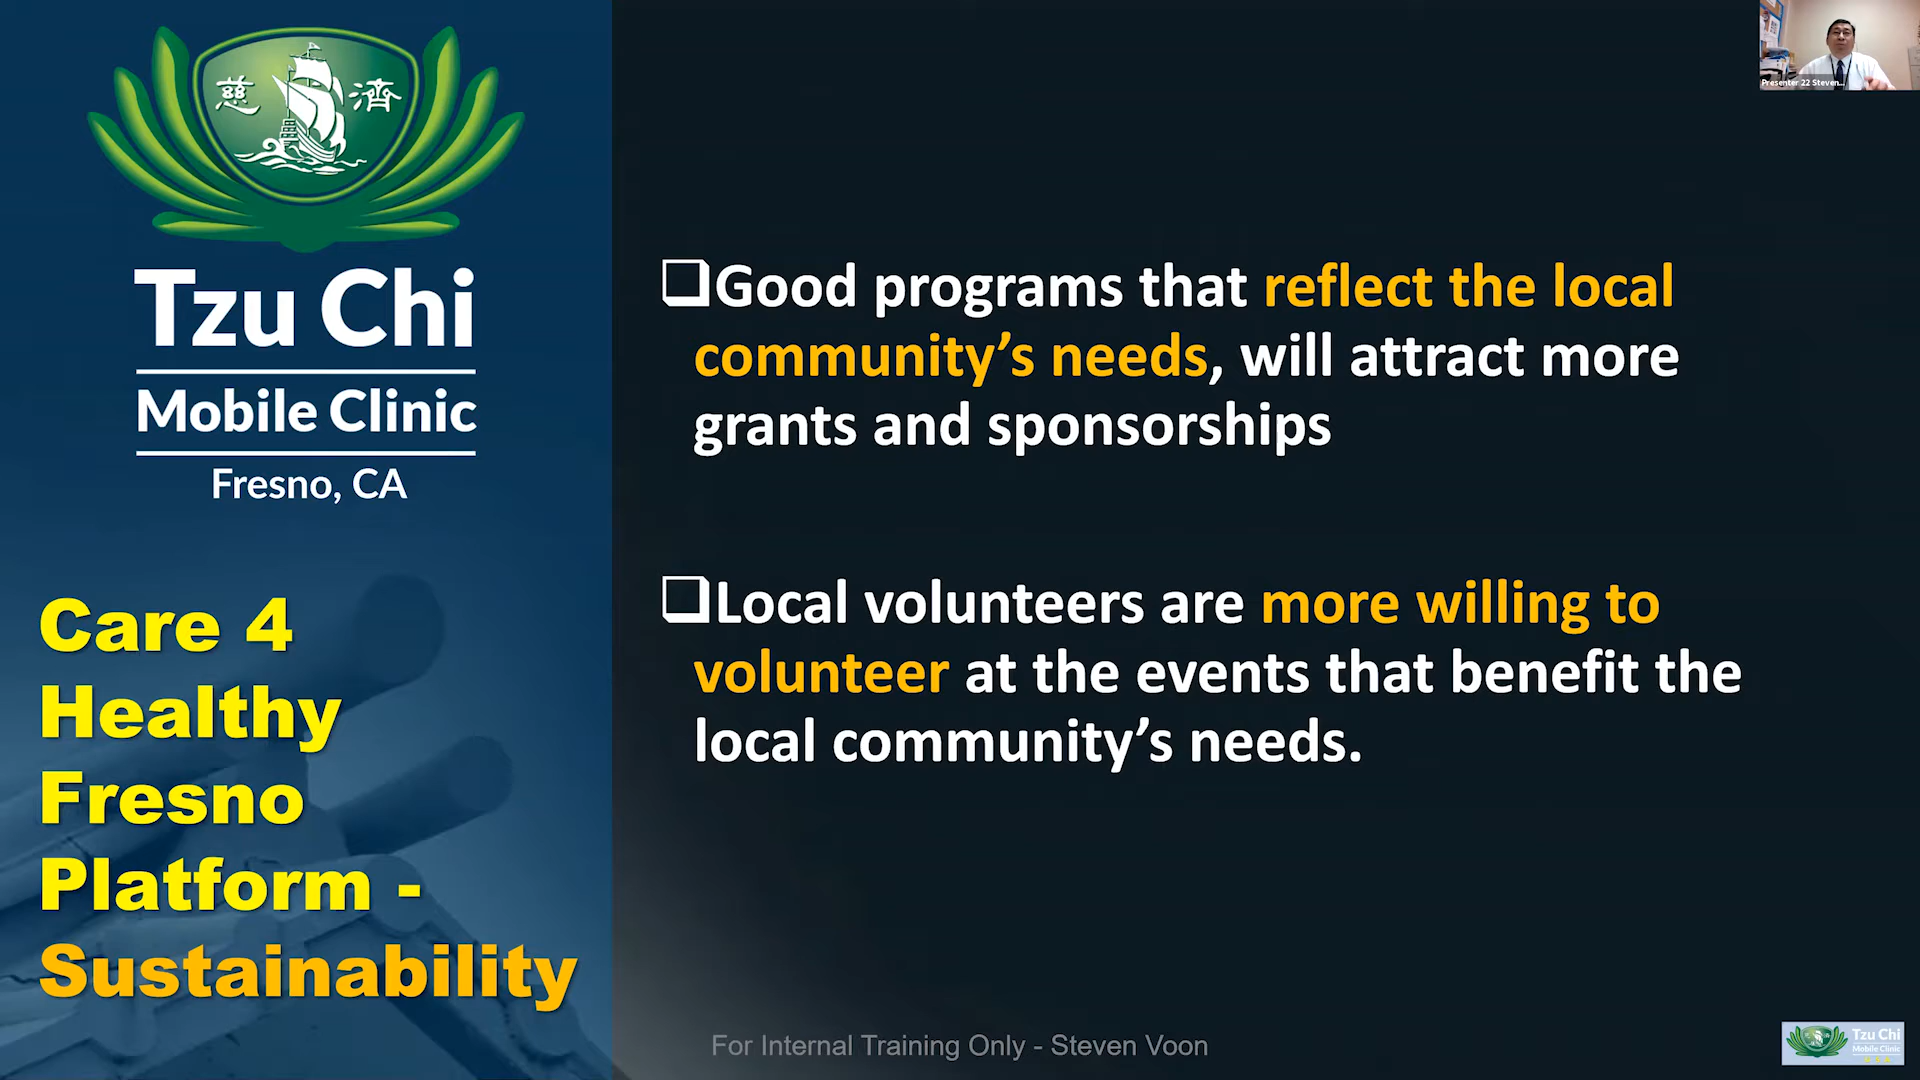 慈濟
Tzu Chi
Mobile Clinic
Fresno, CA
Care 4
Healthy
Fresno
Platform -
Sustainability
Presenter 22 Steven...
Good programs that reflect the local
community’s needs, will attract more
grants and sponsorships
Local volunteers are more willing to
volunteer at the events that benefit the
local community’s needs.
For Internal Training Only - Steven Voon
Tzu Chi
Mobile Clinic